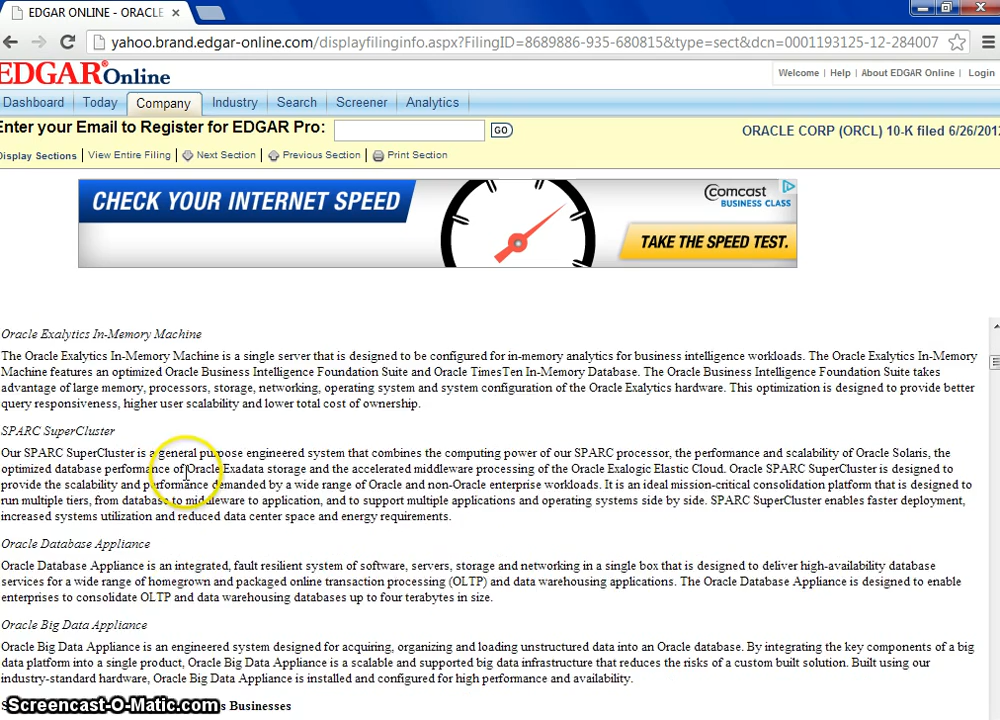 EDGAR ONLINE - ORACLE
yahoo.brand.edgar-online.com/displayfilinginfo.aspx?FilingID=8689886-935-680815&type=sect&dcn=0001193125-12-284007
EDGAR® Online
Welcome | Help | About EDGAR Online | Login
Dashboard Today Company Industry Search Screener Analytics
Enter your Email to Register for EDGAR Pro: GO
ORACLE CORP (ORCL) 10-K filed 6/26/2012
Display Sections | View Entire Filing | Next Section | Previous Section | Print Section
CHECK YOUR INTERNET SPEED
Comcast
BUSINESS CLASS
TAKE THE SPEED TEST.
Oracle Exalytics In-Memory Machine
The Oracle Exalytics In-Memory Machine is a single server that is designed to be configured for in-memory analytics for business intelligence workloads. The Oracle Exalytics In-Memory
Machine features an optimized Oracle Business Intelligence Foundation Suite and Oracle TimesTen In-Memory Database. The Oracle Business Intelligence Foundation Suite takes
advantage of large memory, processors, storage, networking, operating system and system configuration of the Oracle Exalytics hardware. This optimization is designed to provide better
query responsiveness, higher user scalability and lower total cost of ownership.
SPARC SuperCluster
Our SPARC SuperCluster is a general purpose engineered system that combines the computing power of our SPARC processor, the performance and scalability of Oracle Solaris, the
optimized database performance of Oracle Exadata storage and the accelerated middleware processing of the Oracle Exalogic Elastic Cloud. Oracle SPARC SuperCluster is designed to
provide the scalability and performance demanded by a wide range of Oracle and non-Oracle enterprise workloads. It is an ideal mission-critical consolidation platform that is designed to
run multiple tiers, from database to middleware to application, and to support multiple applications and operating systems side by side. SPARC SuperCluster enables faster deployment,
increased systems utilization and reduced data center space and energy requirements.
Oracle Database Appliance
Oracle Database Appliance is an integrated, fault resilient system of software, servers, storage and networking in a single box that is designed to deliver high-availability database
services for a wide range of homegrown and packaged online transaction processing (OLTP) and data warehousing applications. The Oracle Database Appliance is designed to enable
enterprises to consolidate OLTP and data warehousing databases up to four terabytes in size.
Oracle Big Data Appliance
Oracle Big Data Appliance is an engineered system designed for acquiring, organizing and loading unstructured data into an Oracle database. By integrating the key components of a big
data platform into a single product, Oracle Big Data Appliance is a scalable and supported big data infrastructure that reduces the risks of a custom built solution. Built using our
industry-standard hardware, Oracle Big Data Appliance is installed and configured for high performance and availability.
Businesses
Screencast-O-Matic.com